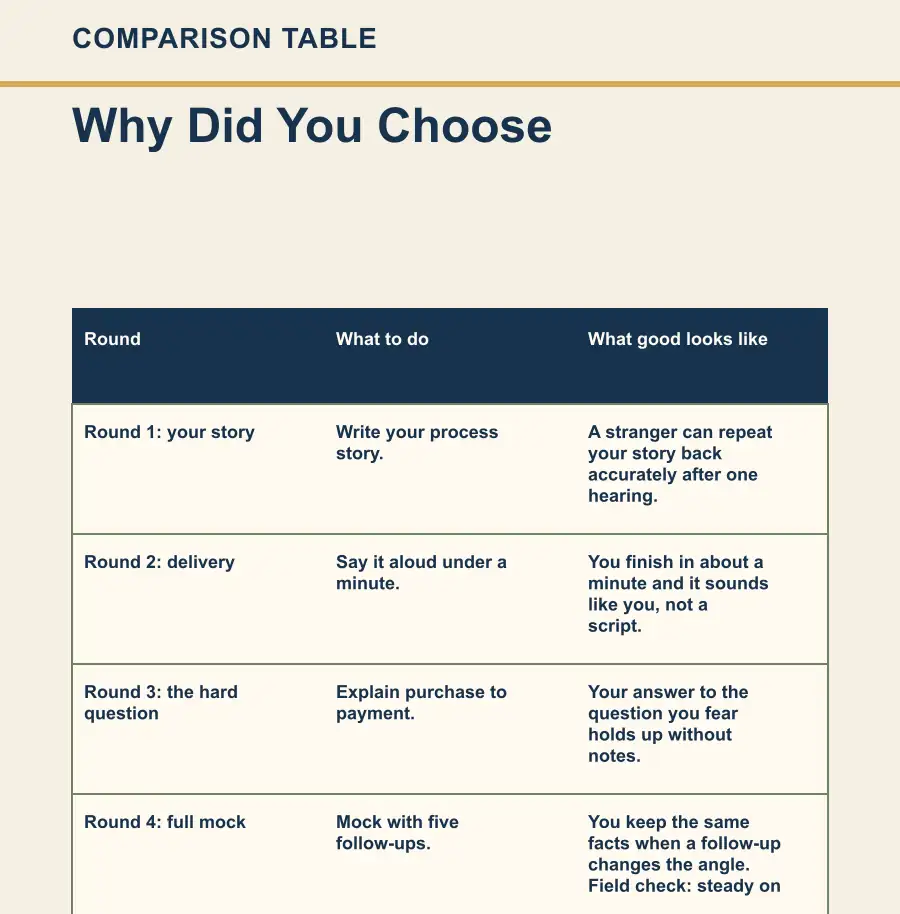 COMPARISON TABLE
Why Did You Choose
Round
What to do
What good looks like
Round 1: your story
Write your process
story.
A stranger can repeat
your story back
accurately after one
hearing.
Round 2: delivery
Say it aloud under a
minute.
You finish in about a
minute and it sounds
like you, not a
script.
Round 3: the hard
question
Explain purchase to
payment.
Your answer to the
question you fear
holds up without
notes.
Round 4: full mock
Mock with five
follow-ups.
You keep the same
facts when a follow-up
changes the angle.
Field check: steady on